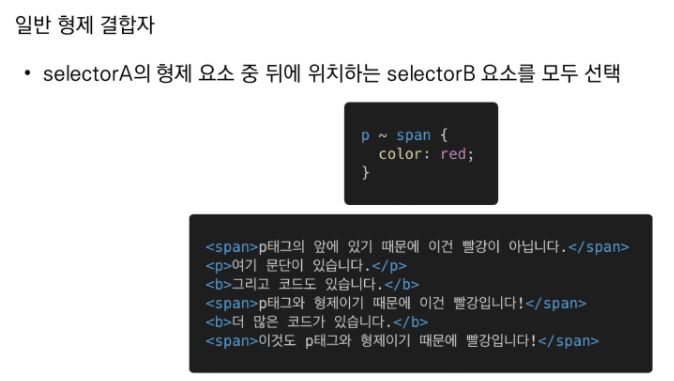 일반 형제 결합자
• selectorA의 형제 요소 중 뒤에 위치하는 selectorB 요소를 모두 선택
p ~ span {
  color: red;
}
<span>p태그의 앞에 있기 때문에 이건 빨강이 아닙니다.</span>
<p>여기 문단이 있습니다.</p>
<b>그리고 코드도 있습니다.</b>
<span>p태그와 형제이기 때문에 이건 빨강입니다!</span>
<b>더 많은 코드가 있습니다.</b>
<span>이것도 p태그와 형제이기 때문에 빨강입니다!</span>